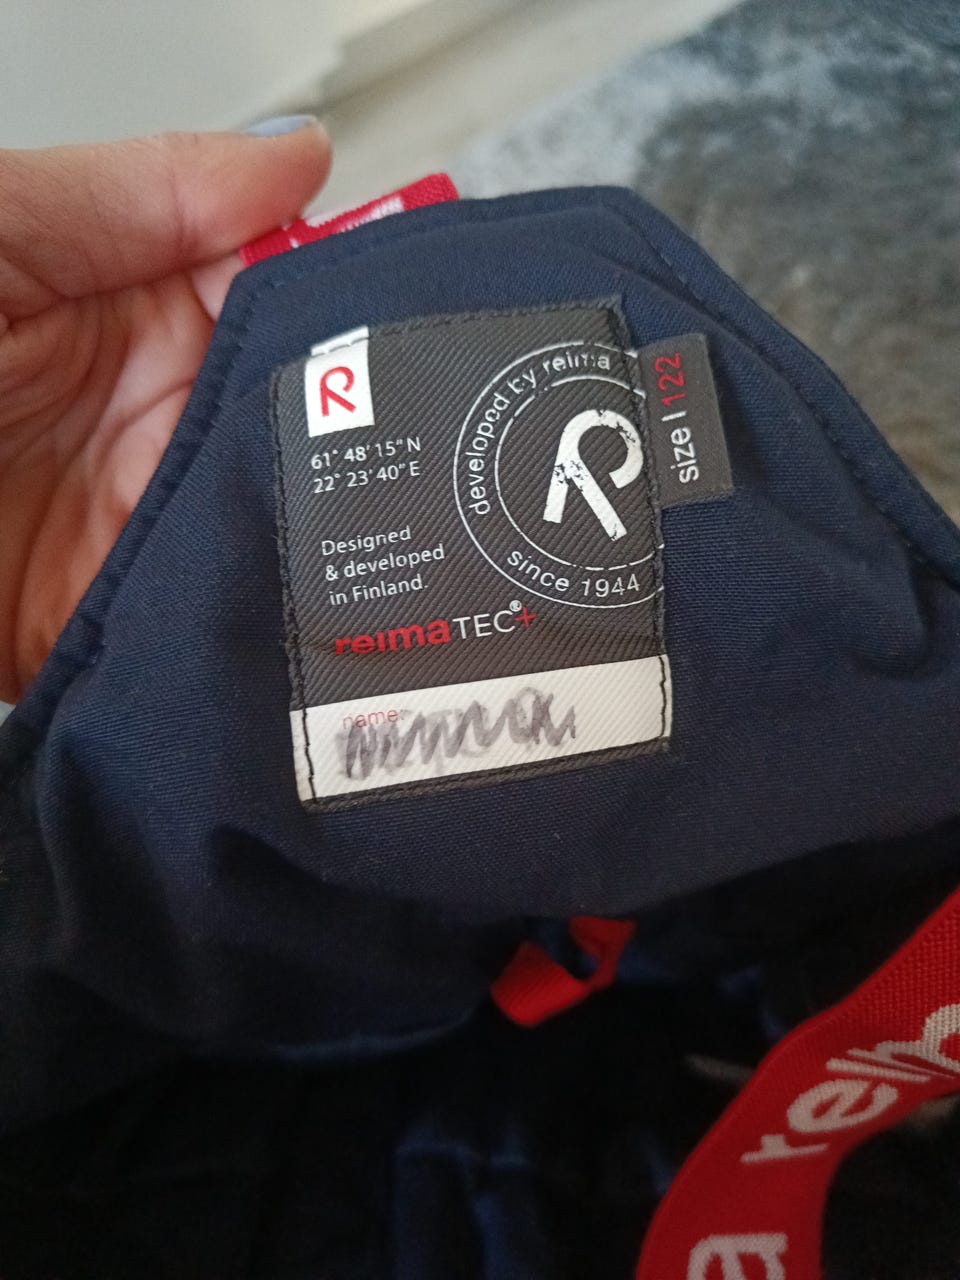 R
61° 48' 15" N
22° 23' 40" E
Designed
& developed
in Finland.
reimaTEC®+
name:
developed by reima
since 1944
size | 122
reima